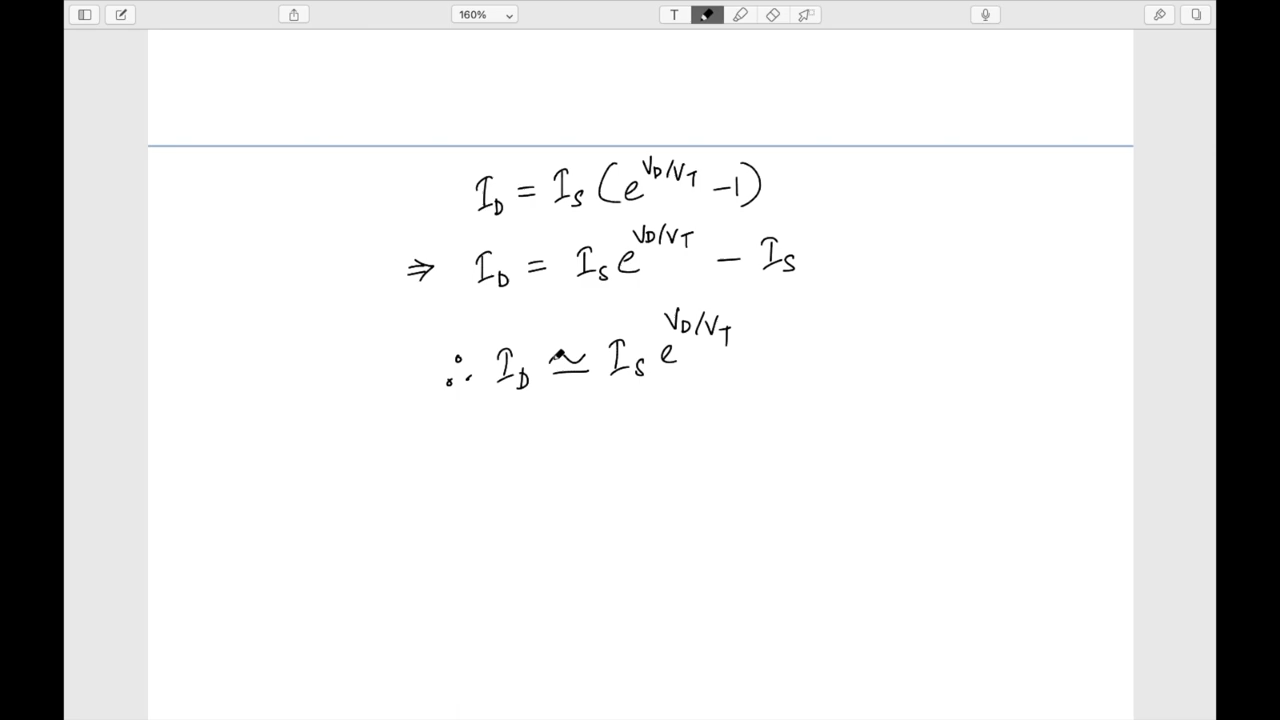 160%
T
I_D = I_S (e^{V_D/V_T} -1)
⇒ I_D = I_S e^{V_D/V_T} - I_S
∴ I_D ≃ I_S e^{V_D/V_T}